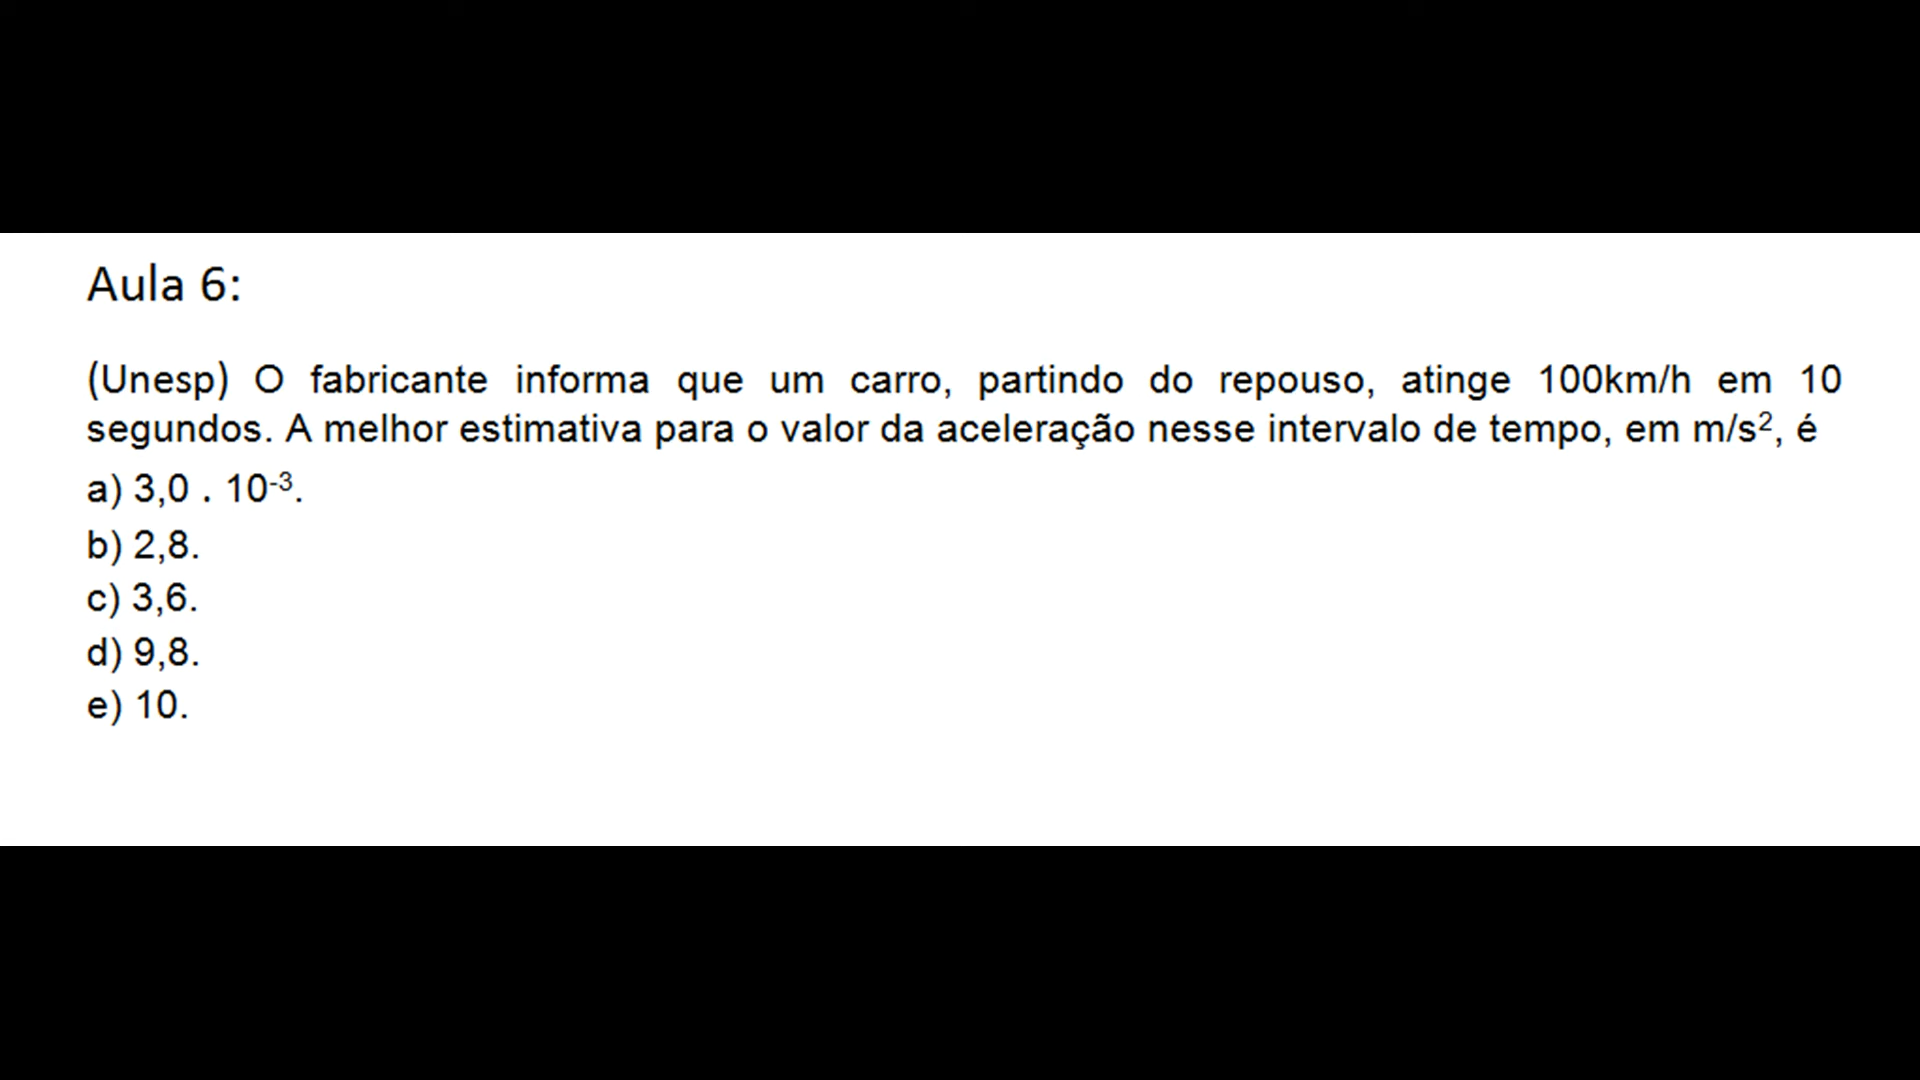 Aula 6:
(Unesp) O fabricante informa que um carro, partindo do repouso, atinge 100km/h em 10
segundos. A melhor estimativa para o valor da aceleração nesse intervalo de tempo, em m/s², é
a) 3,0 . 10⁻³.
b) 2,8.
c) 3,6.
d) 9,8.
e) 10.